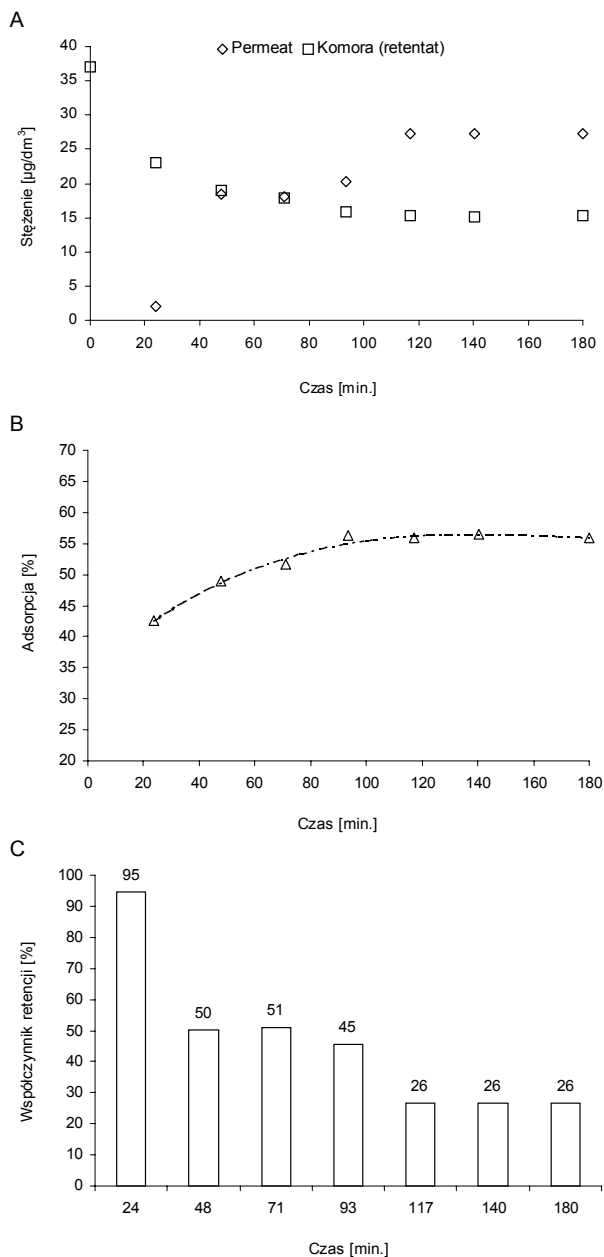 A
Permeat Komora (retentat)
40
35
30
25
20
15
10
5
0
Stężenie [µg/dm³]
0 20 40 60 80 100 120 140 160 180
Czas [min.]
B
70
65
60
55
50
45
40
35
30
25
20
Adsorpcja [%]
0 20 40 60 80 100 120 140 160 180
Czas [min.]
C
100
90
80
70
60
50
40
30
20
10
0
Współczynnik retencji [%]
95
50
51
45
26
26
26
24 48 71 93 117 140 180
Czas [min.]